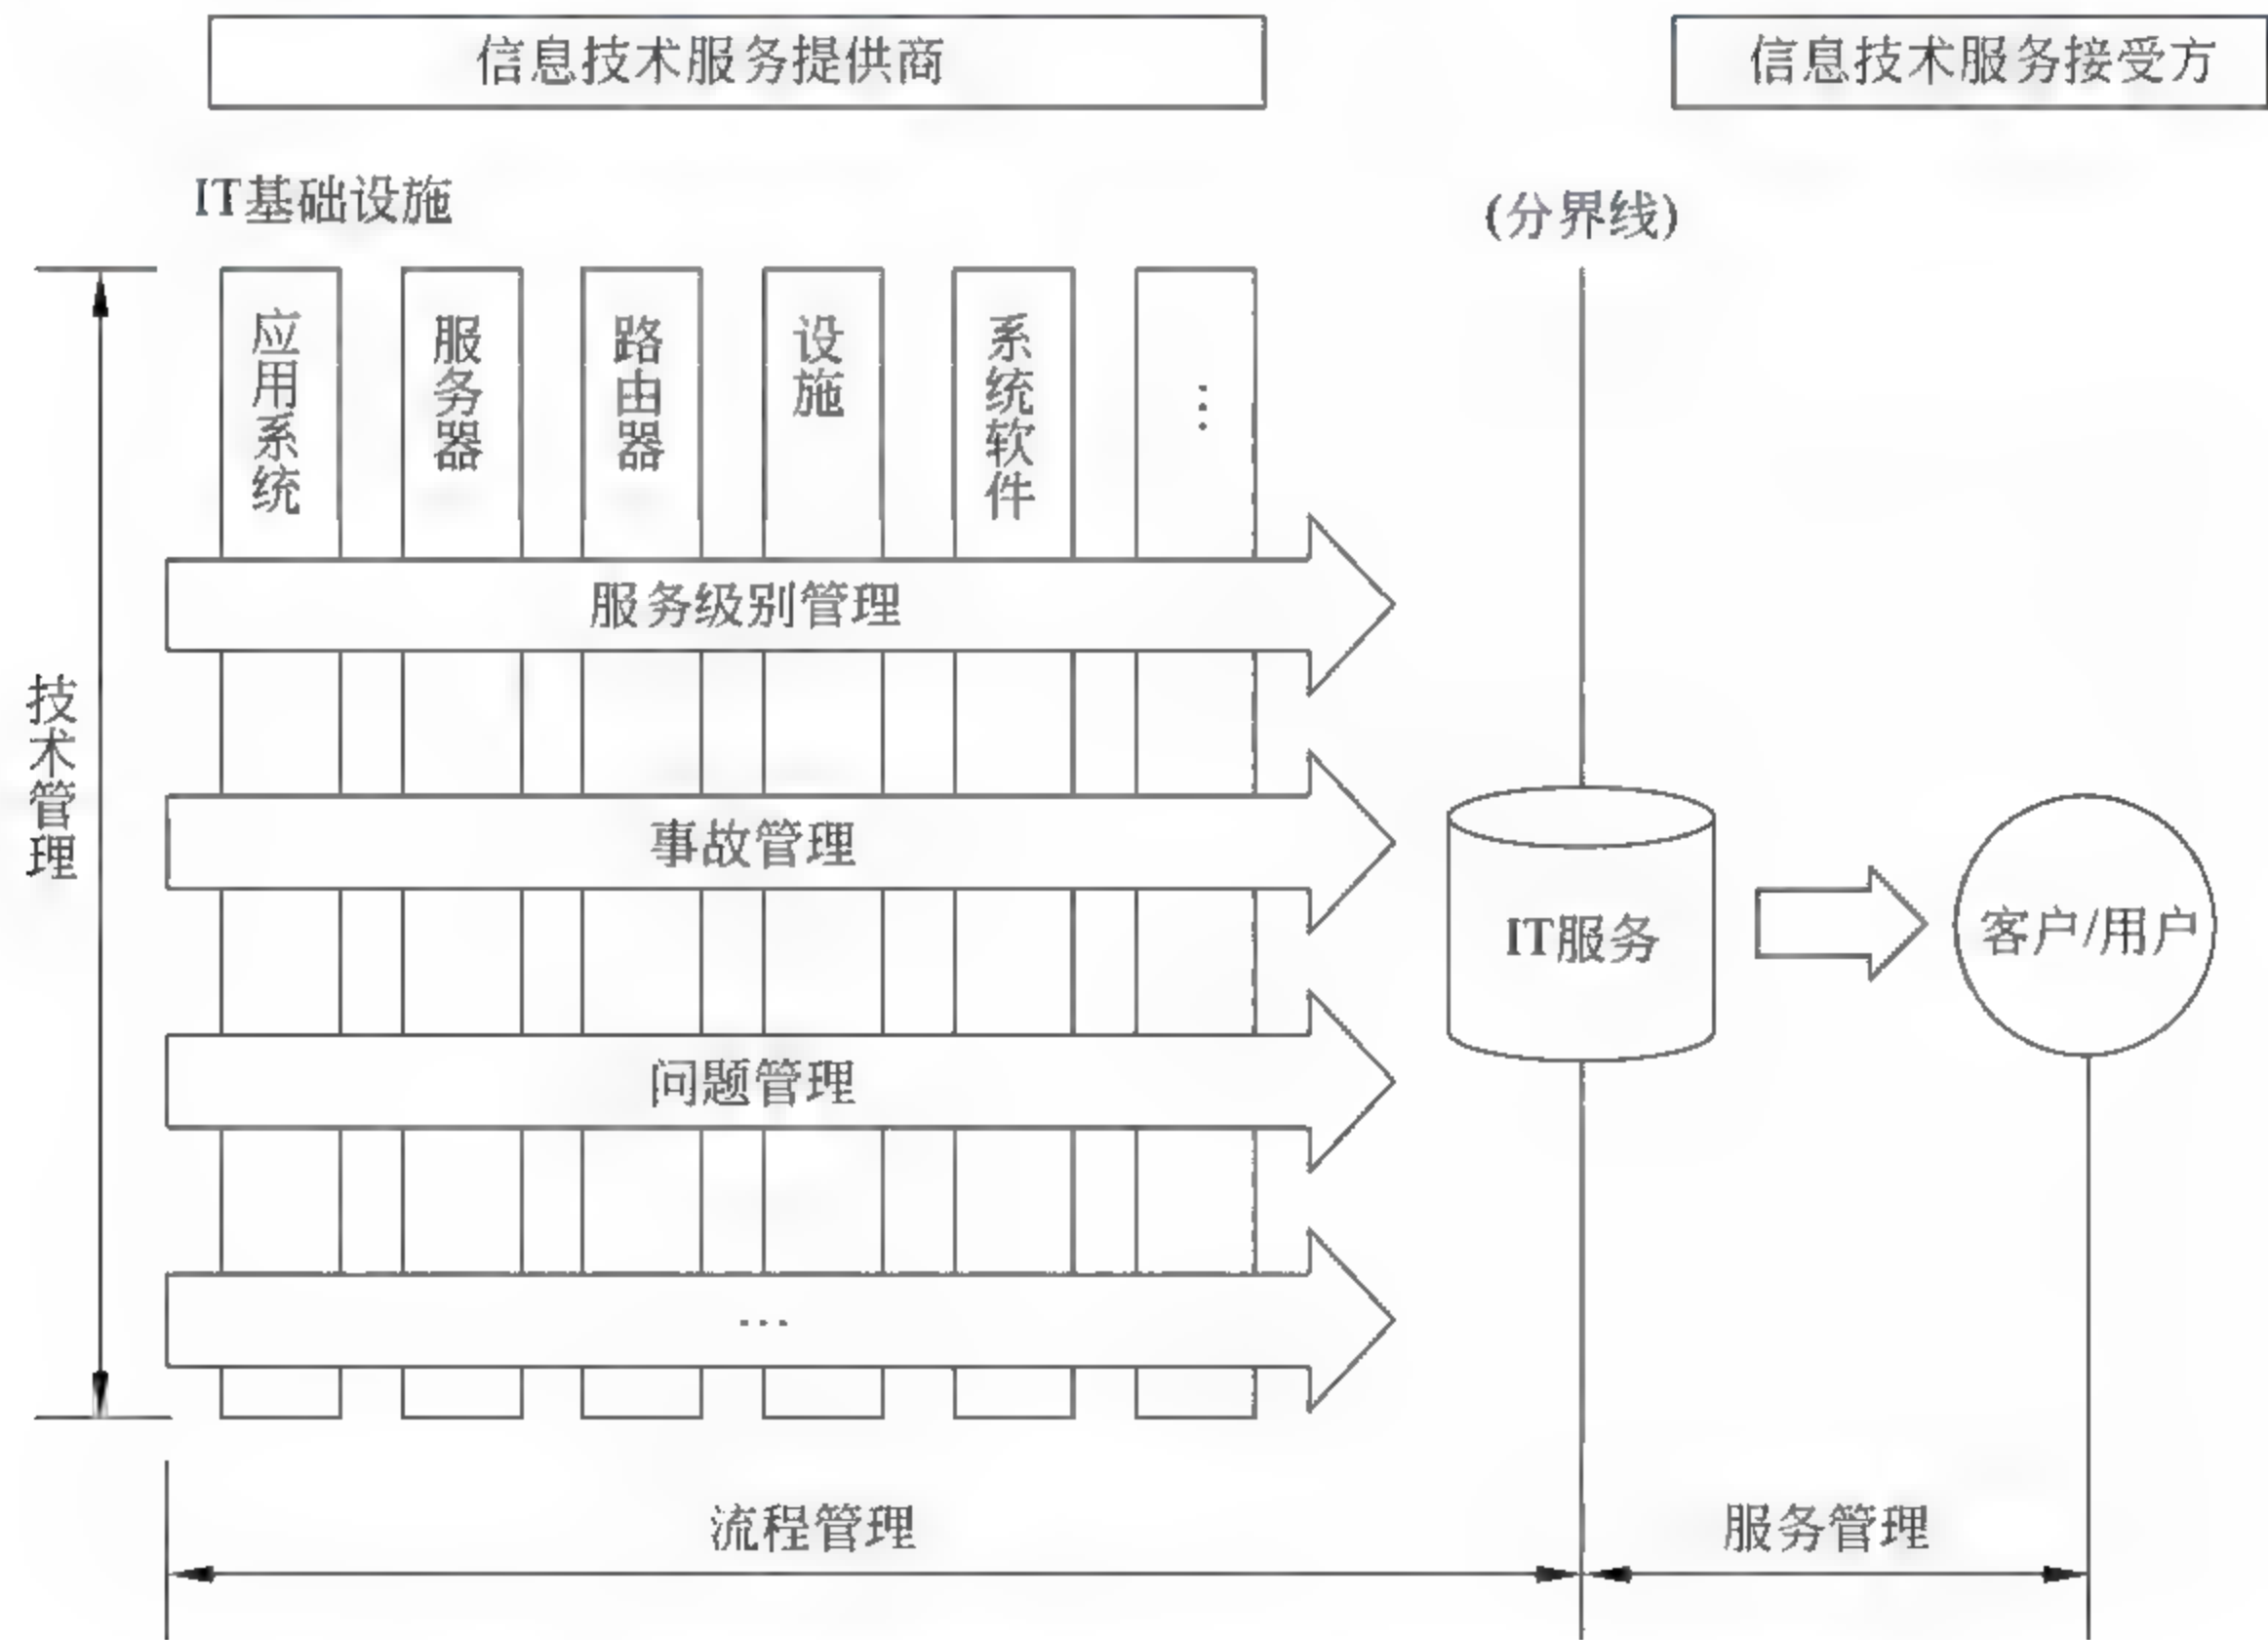 信息技术服务提供商
信息技术服务接受方
IT基础设施
(分界线)
应用系统
服务器
路由器
设施
系统软件
⋮
服务级别管理
技术管理
事故管理
IT服务
客户/用户
问题管理
…
流程管理
服务管理